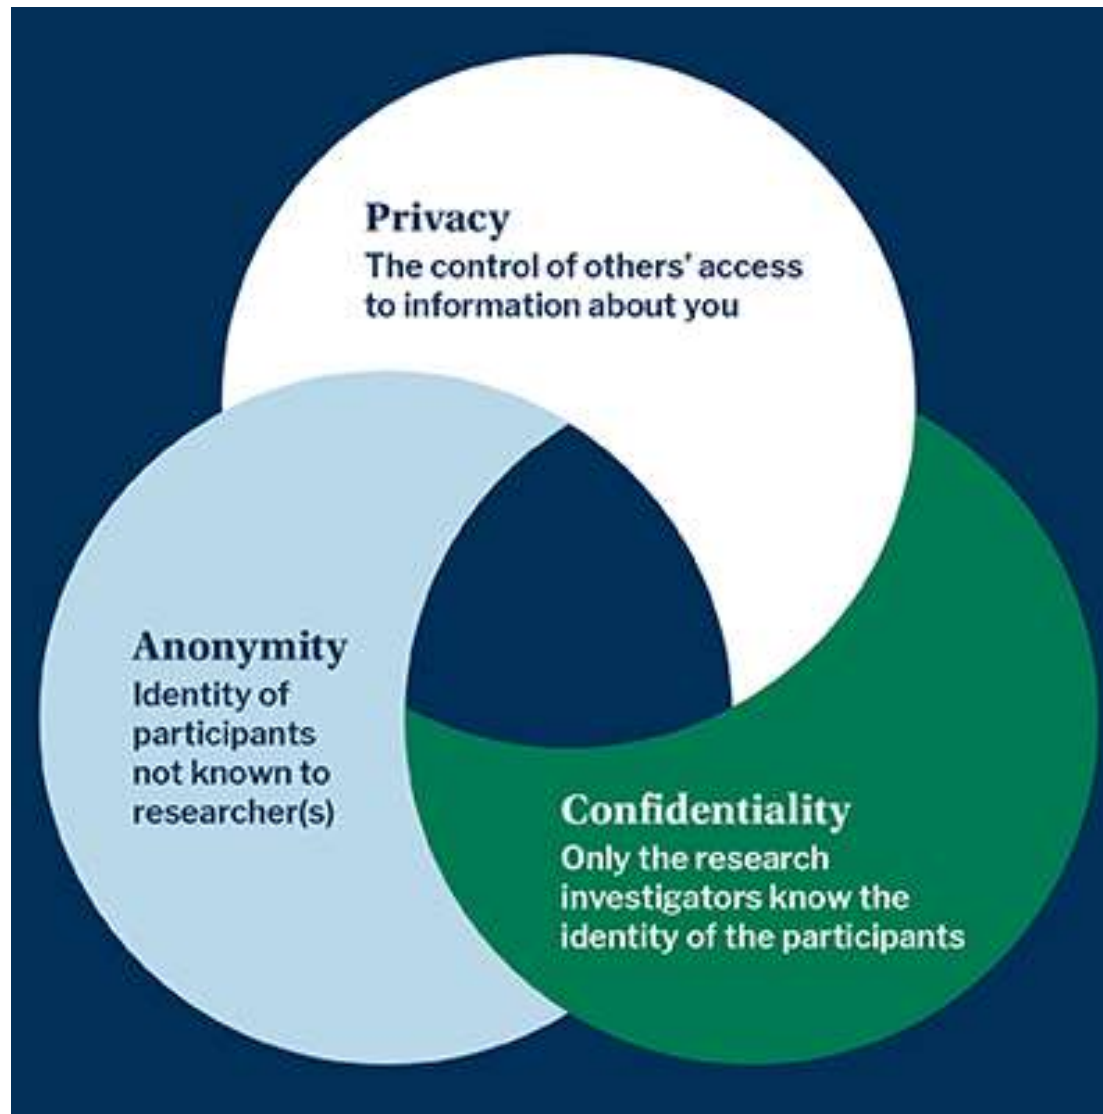 Privacy
The control of others’ access
to information about you
Anonymity
Identity of
participants
not known to
researcher(s)
Confidentiality
Only the research
investigators know the
identity of the participants